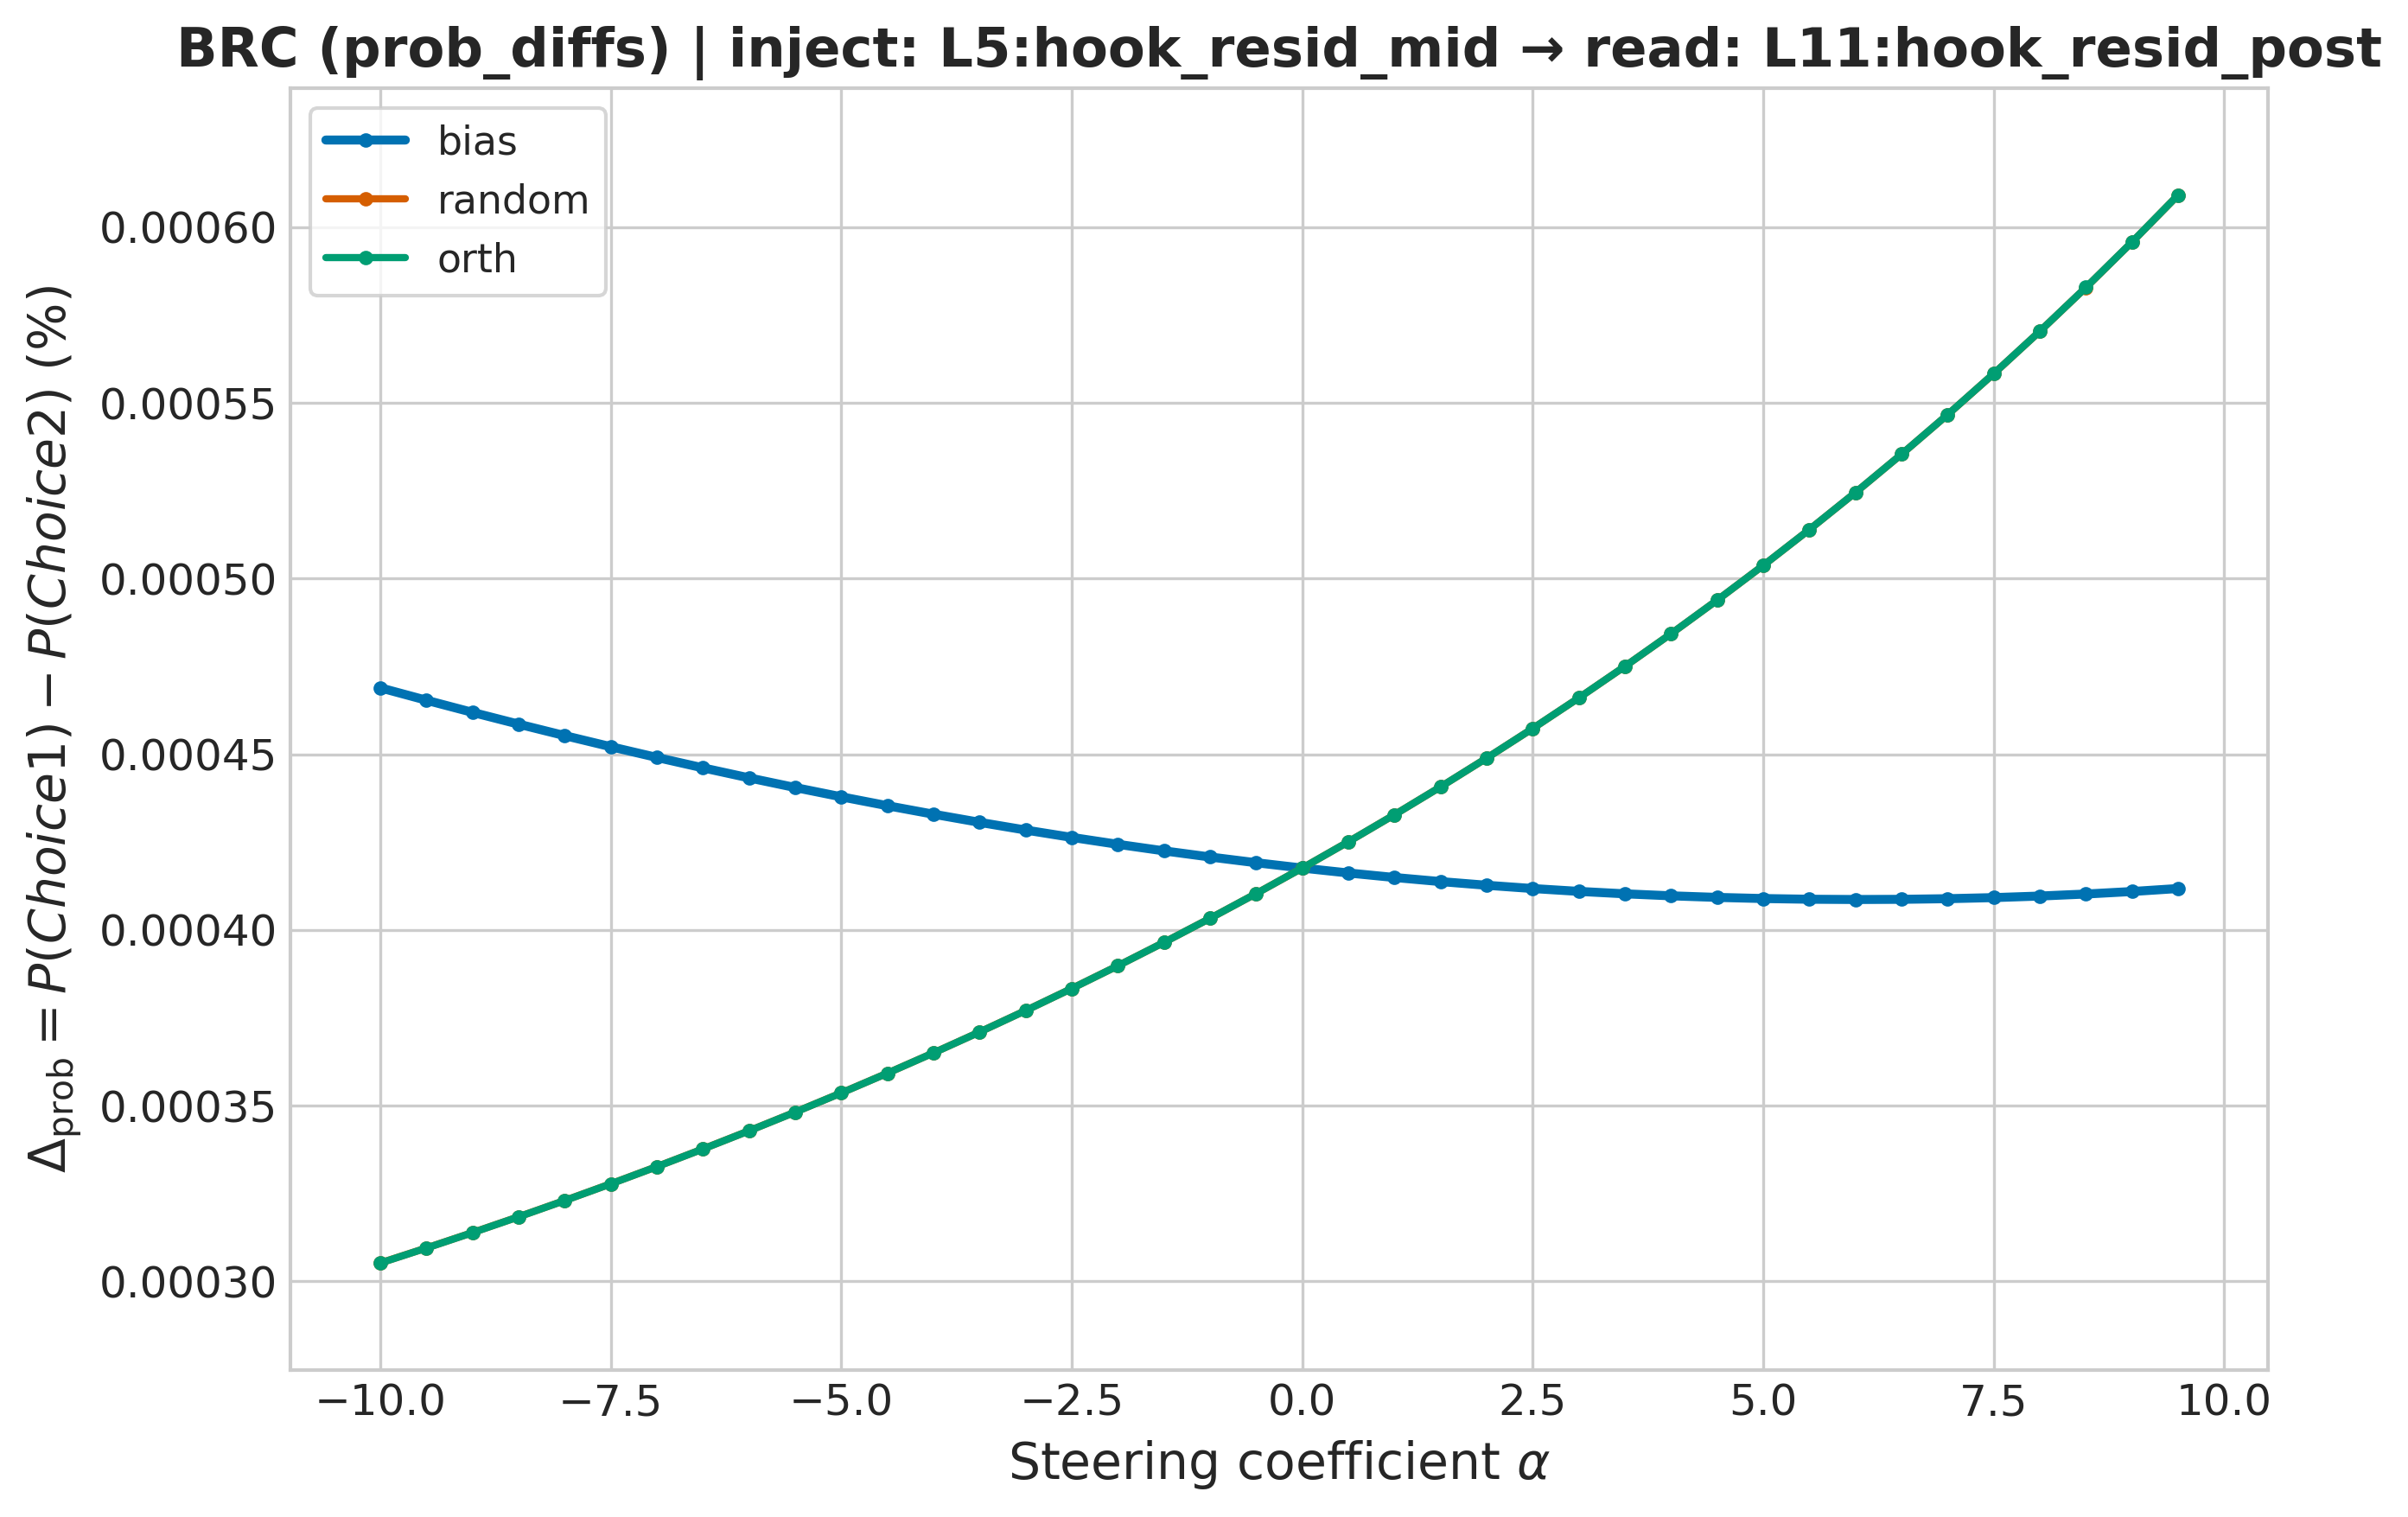 BRC (prob_diffs) | inject: L5:hook_resid_mid → read: L11:hook_resid_post
bias
random
orth
Δprob = P(Choice1) − P(Choice2) (%)
0.00060
0.00055
0.00050
0.00045
0.00040
0.00035
0.00030
−10.0 −7.5 −5.0 −2.5 0.0 2.5 5.0 7.5 10.0
Steering coefficient α